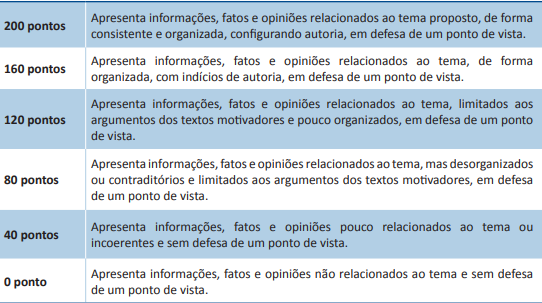 200 pontos
Apresenta informações, fatos e opiniões relacionados ao tema proposto, de forma
consistente e organizada, configurando autoria, em defesa de um ponto de vista.
160 pontos
Apresenta informações, fatos e opiniões relacionados ao tema, de forma
organizada, com indícios de autoria, em defesa de um ponto de vista.
120 pontos
Apresenta informações, fatos e opiniões relacionados ao tema, limitados aos
argumentos dos textos motivadores e pouco organizados, em defesa de um ponto
de vista.
80 pontos
Apresenta informações, fatos e opiniões relacionados ao tema, mas desorganizados
ou contraditórios e limitados aos argumentos dos textos motivadores, em defesa
de um ponto de vista.
40 pontos
Apresenta informações, fatos e opiniões pouco relacionados ao tema ou
incoerentes e sem defesa de um ponto de vista.
0 ponto
Apresenta informações, fatos e opiniões não relacionados ao tema e sem defesa
de um ponto de vista.